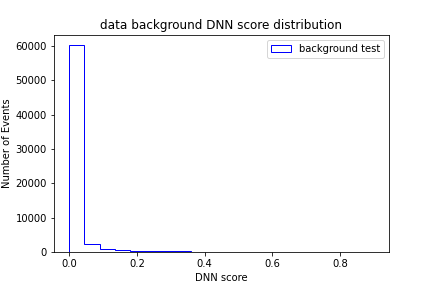 data background DNN score distribution
background test
Number of Events
60000
50000
40000
30000
20000
10000
0
0.0 0.2 0.4 0.6 0.8
DNN score